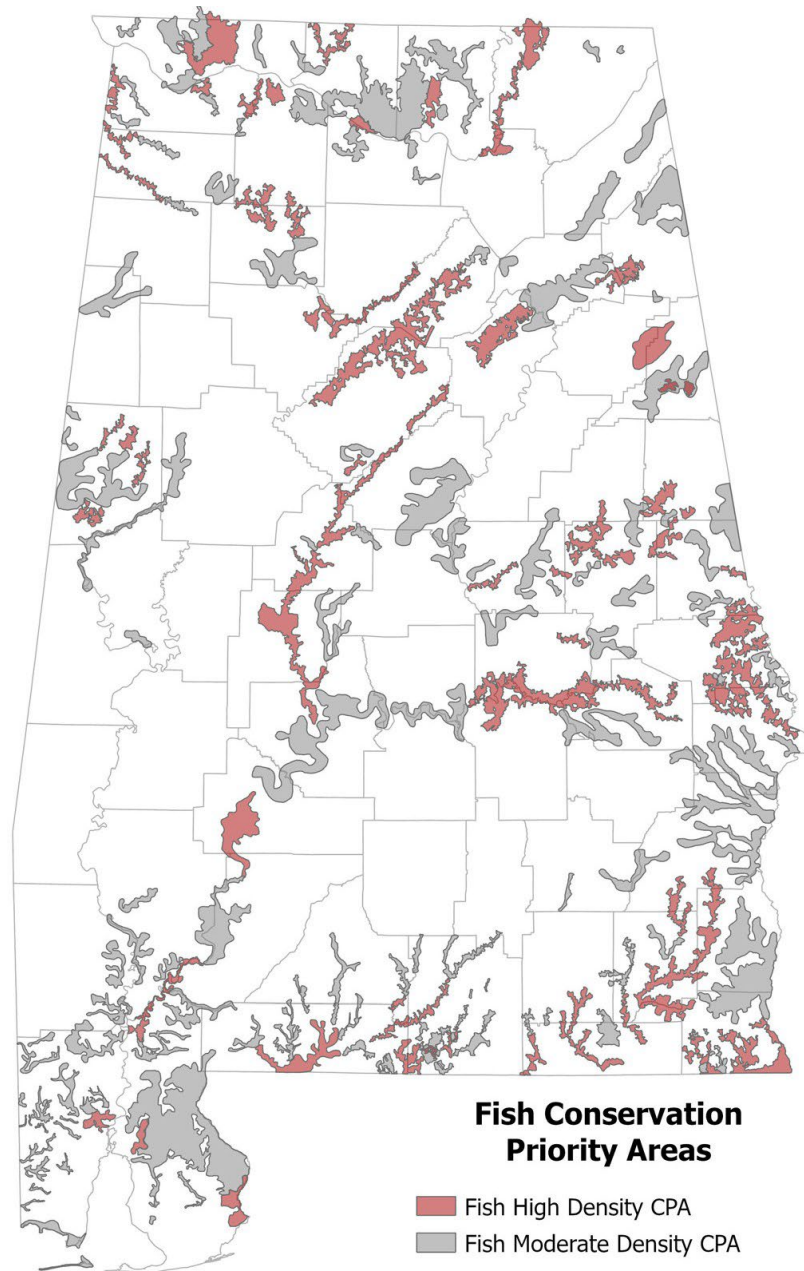 Fish Conservation
Priority Areas
Fish High Density CPA
Fish Moderate Density CPA